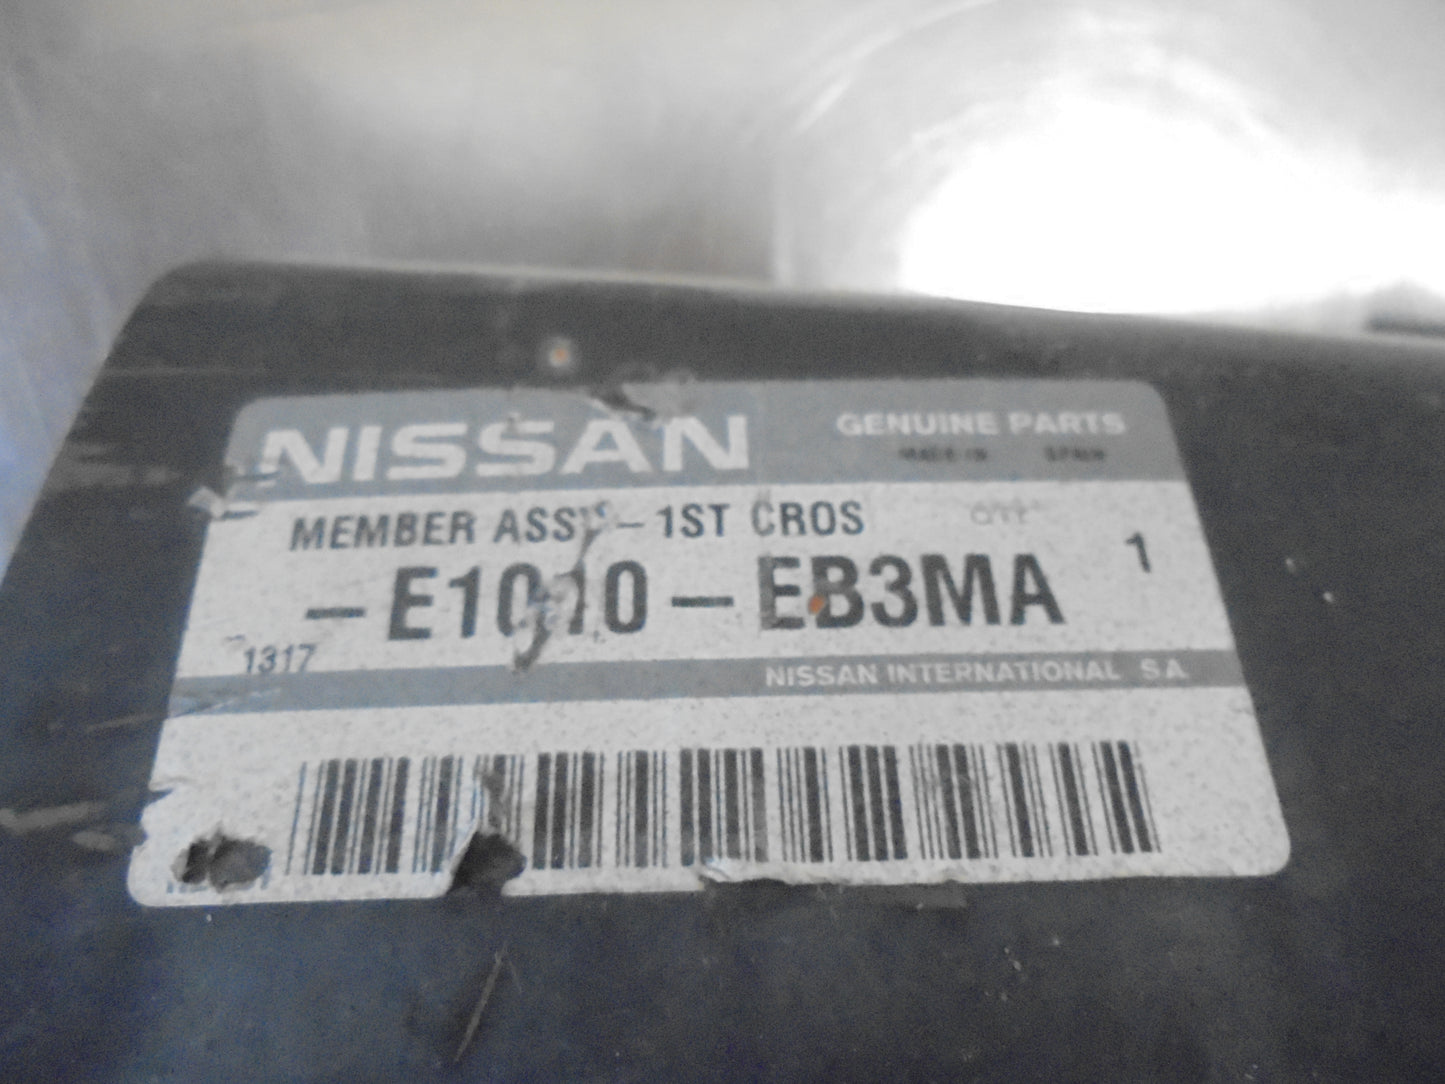 NISSAN
GENUINE PARTS
MADE IN SPAIN
MEMBER ASSY-1ST CROS
QTY
1
-E1010-EB3MA
1317
NISSAN INTERNATIONAL S.A.